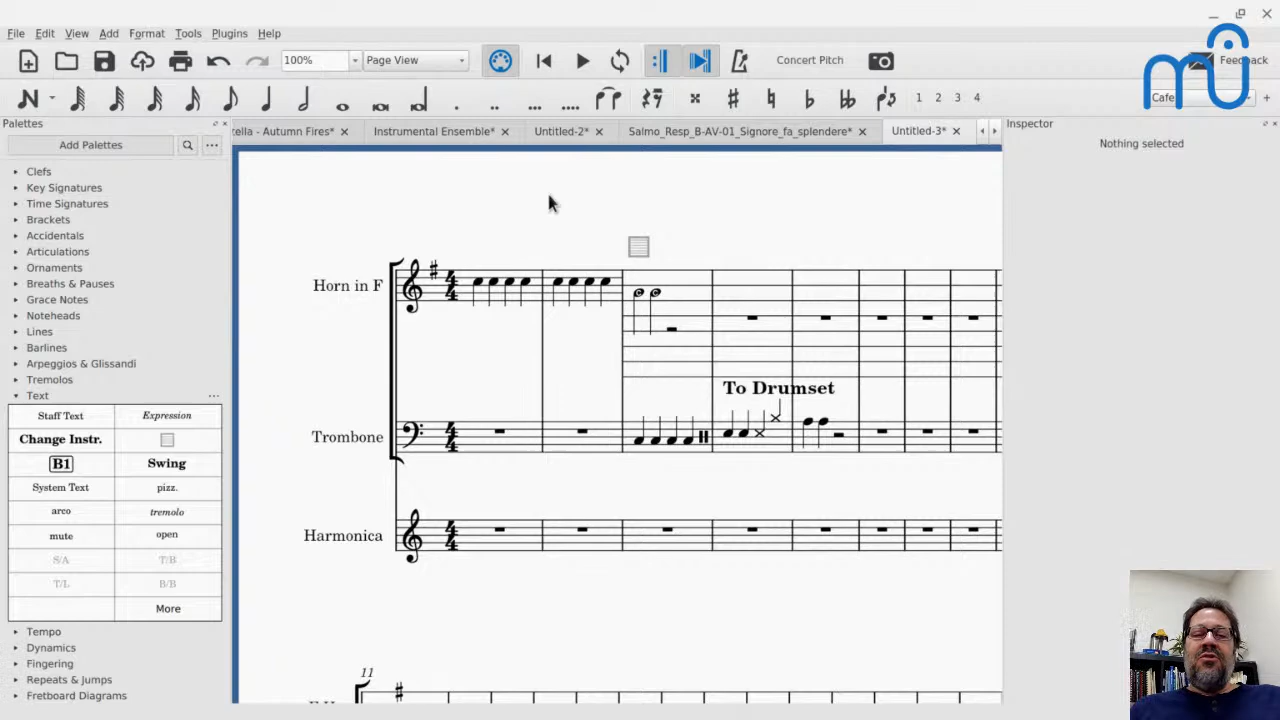 File Edit View Add Format Tools Plugins Help
100% Page View Concert Pitch Feedback
1 2 3 4 Cafe
Palettes
tella - Autumn Fires* Instrumental Ensemble* Untitled-2* Salmo_Resp_B-AV-01_Signore_fa_splendere* Untitled-3*
Inspector
Add Palettes
Nothing selected
Clefs
Key Signatures
Time Signatures
Brackets
Accidentals
Articulations
Ornaments
Breaths & Pauses
Grace Notes
Noteheads
Lines
Barlines
Arpeggios & Glissandi
Tremolos
Text
Staff Text Expression
Change Instr.
B1 Swing
System Text pizz.
arco tremolo
mute open
S/A T/B
T/L B/B
More
Tempo
Dynamics
Fingering
Repeats & Jumps
Fretboard Diagrams
Horn in F
To Drumset
Trombone
Harmonica
11